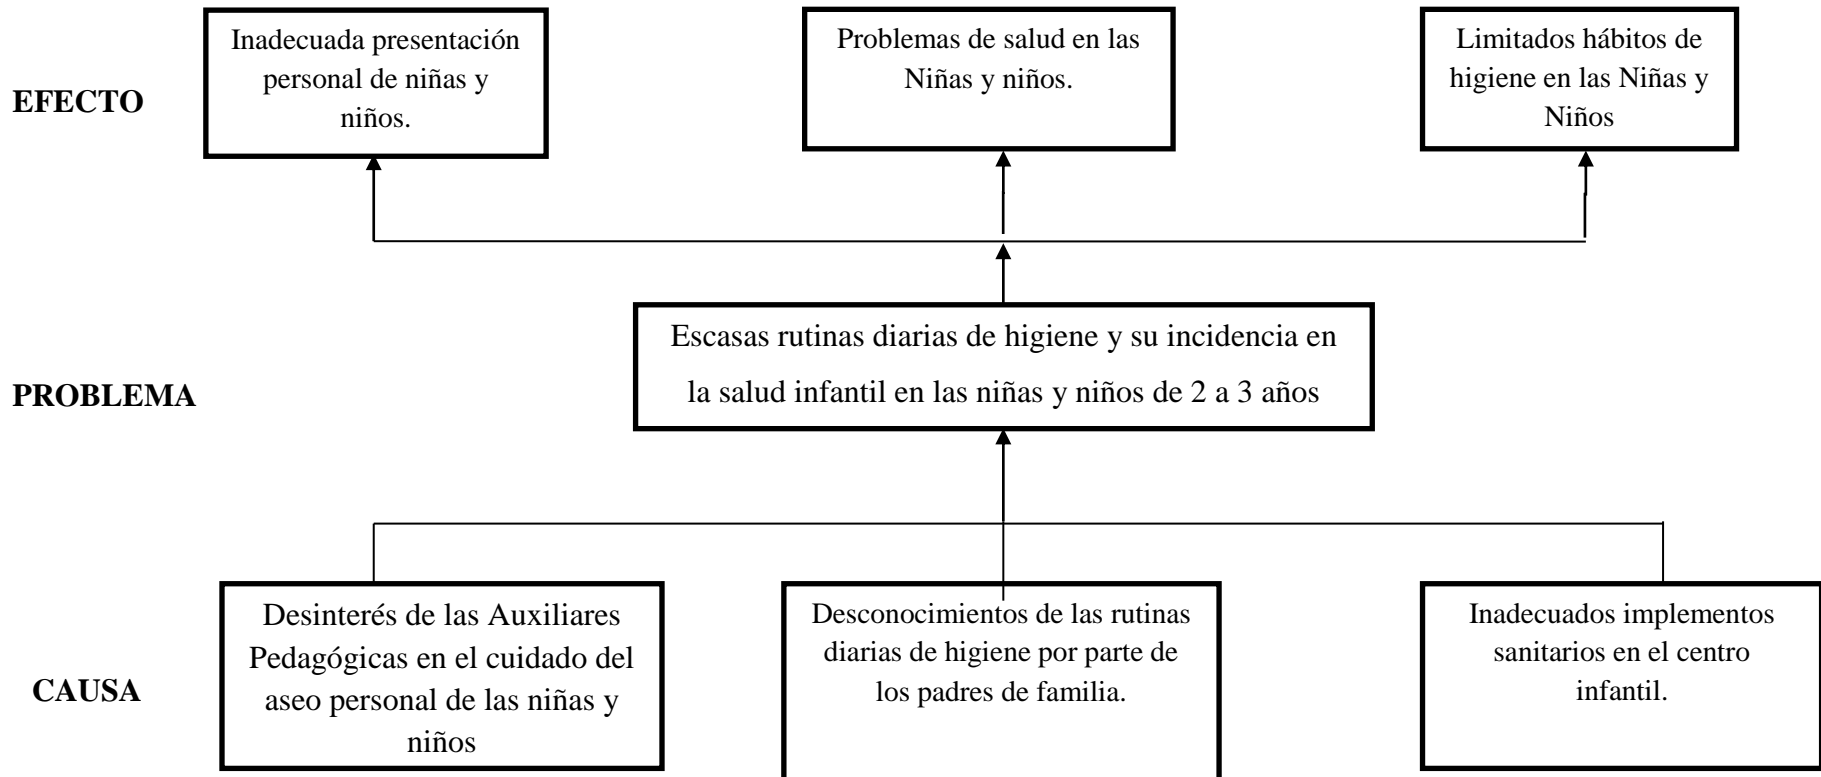 EFECTO
Inadecuada presentación
personal de niñas y
niños.
Problemas de salud en las
Niñas y niños.
Limitados hábitos de
higiene en las Niñas y
Niños
PROBLEMA
Escasas rutinas diarias de higiene y su incidencia en
la salud infantil en las niñas y niños de 2 a 3 años
CAUSA
Desinterés de las Auxiliares
Pedagógicas en el cuidado del
aseo personal de las niñas y
niños
Desconocimientos de las rutinas
diarias de higiene por parte de
los padres de familia.
Inadecuados implementos
sanitarios en el centro
infantil.